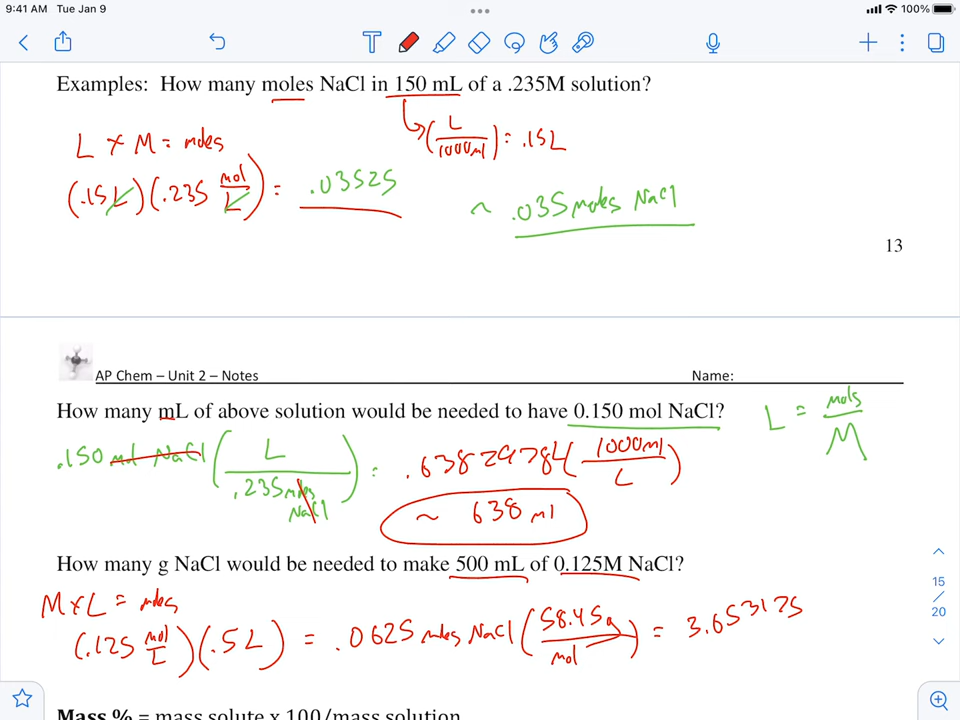 9:41 AM Tue Jan 9 100%
Examples: How many moles NaCl in 150 mL of a .235M solution?
L x M = moles
(L/1000ml) = .15L
(.15L)(.235 mol/L) = .03525
~ .035 moles NaCl
13
AP Chem – Unit 2 – Notes Name:
How many mL of above solution would be needed to have 0.150 mol NaCl?
L = mols/M
.150 mol NaCl (L/.235 moles NaCl) = .63829784 (1000ml/L)
~ 638 ml
How many g NaCl would be needed to make 500 mL of 0.125M NaCl?
M x L = moles
(.125 mol/L)(.5L) = .0625 moles NaCl (58.45g/mol) = 3.653125
15
/
20
Mass % = mass solute x 100/mass solution